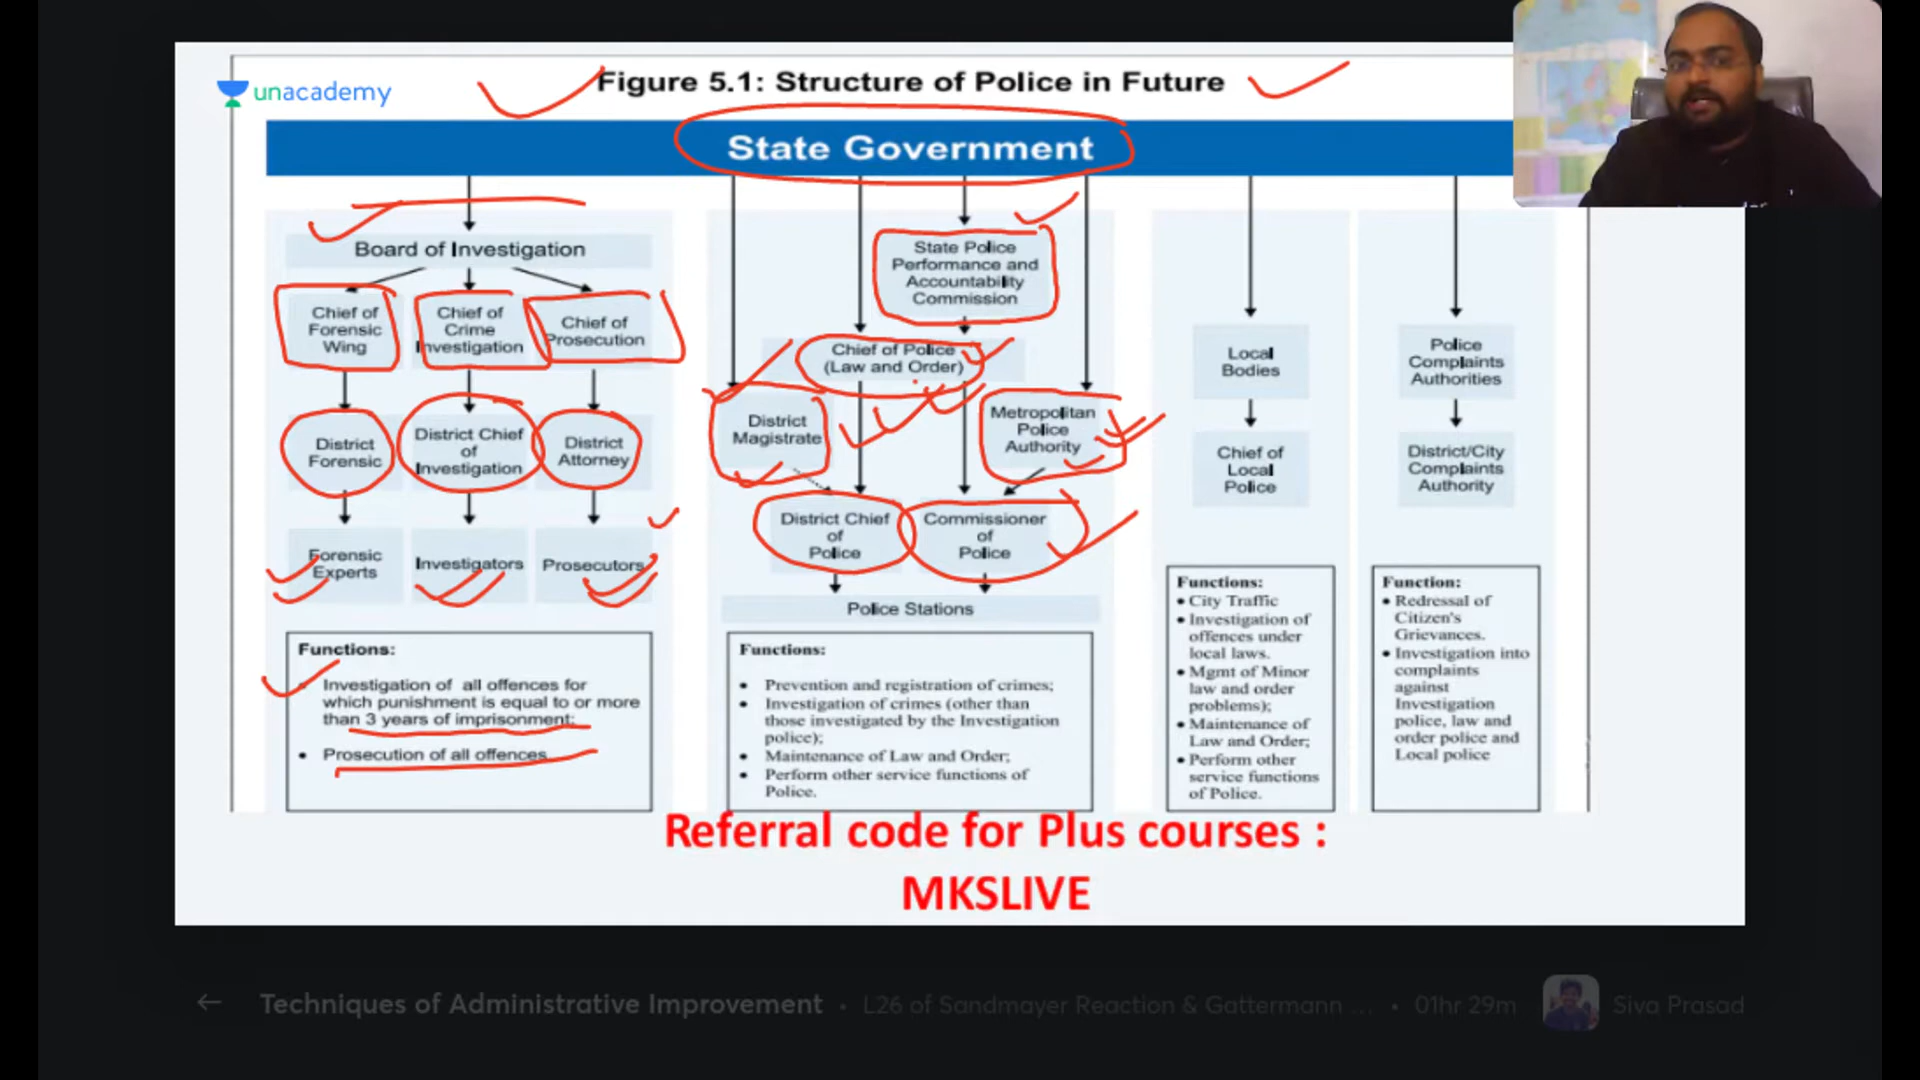 unacademy
Figure 5.1: Structure of Police in Future
State Government
Board of Investigation
Chief of
Forensic
Wing
Chief of
Crime
Investigation
Chief of
Prosecution
District
Forensic
District Chief
of
Investigation
District
Attorney
Forensic
Experts
Investigators
Prosecutors
Functions:
• Investigation of all offences for
which punishment is equal to or more
than 3 years of imprisonment;
• Prosecution of all offences
State Police
Performance and
Accountability
Commission
Chief of Police
(Law and Order)
District
Magistrate
Metropolitan
Police
Authority
District Chief
of
Police
Commissioner
of
Police
Police Stations
Functions:
• Prevention and registration of crimes;
• Investigation of crimes (other than
those investigated by the Investigation
police);
• Maintenance of Law and Order;
• Perform other service functions of
Police.
Local
Bodies
Chief of
Local
Police
Functions:
• City Traffic
• Investigation of
offences under
local laws.
• Mgmt of Minor
law and order
problems);
• Maintenance of
Law and Order;
• Perform other
service functions
of Police.
Police
Complaints
Authorities
District/City
Complaints
Authority
Function:
• Redressal of
Citizen's
Grievances.
• Investigation into
complaints
against
Investigation
police, law and
order police and
Local police
Referral code for Plus courses :
MKSLIVE
Techniques of Administrative Improvement • L26 of Sandmayer Reaction & Gattermann ... • 01hr 29m Siva Prasad